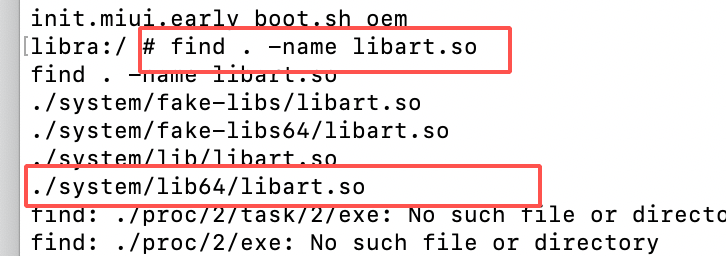 init.miui.early_boot.sh oem
[libra:/ # find . -name libart.so
find . -name libart.so
./system/fake-libs/libart.so
./system/fake-libs64/libart.so
./system/lib/libart.so
./system/lib64/libart.so
find: ./proc/2/task/2/exe: No such file or directo
find: ./proc/2/exe: No such file or directory